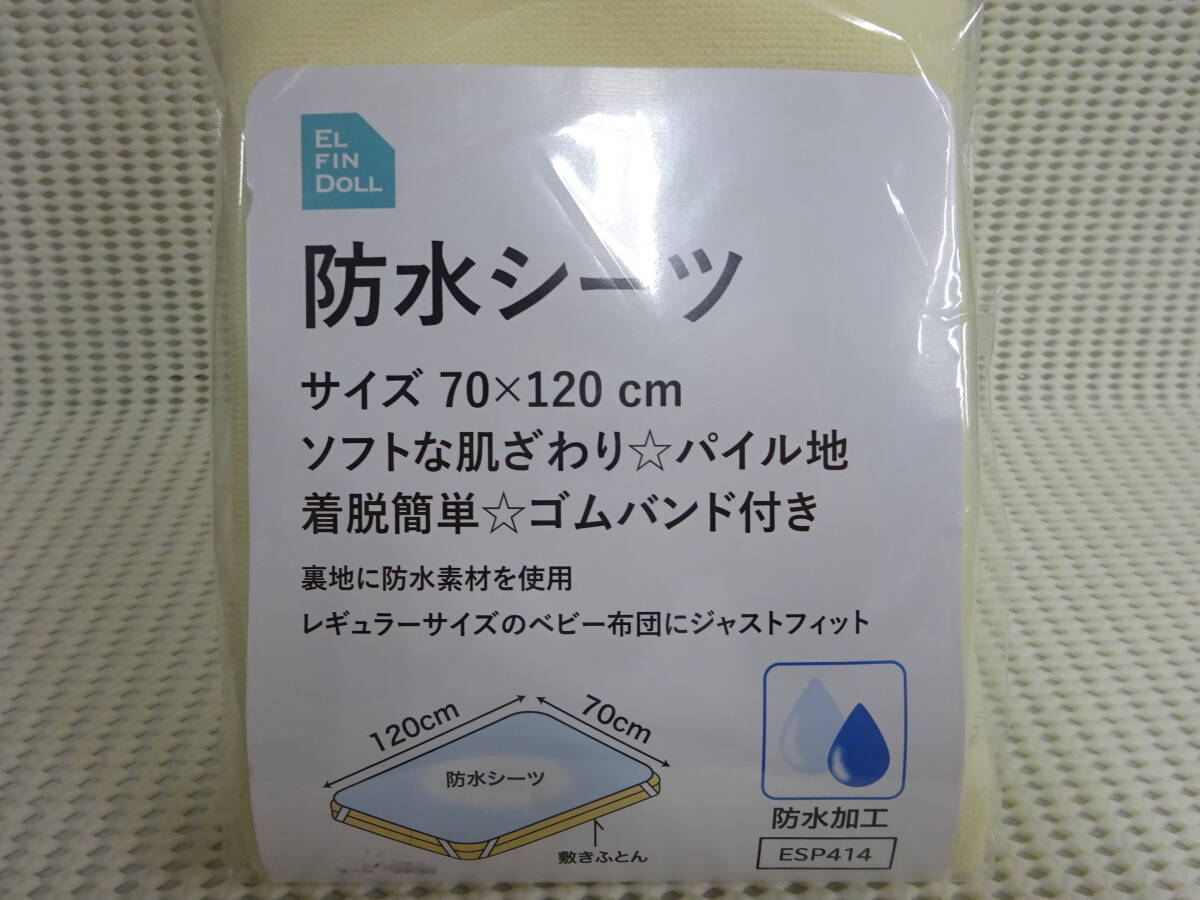 EL
FIN
DOLL
防水シーツ
サイズ 70×120 cm
ソフトな肌ざわり☆パイル地
着脱簡単☆ゴムバンド付き
裏地に防水素材を使用
レギュラーサイズのベビー布団にジャストフィット
120cm
70cm
防水シーツ
敷きふとん
防水加工
ESP414